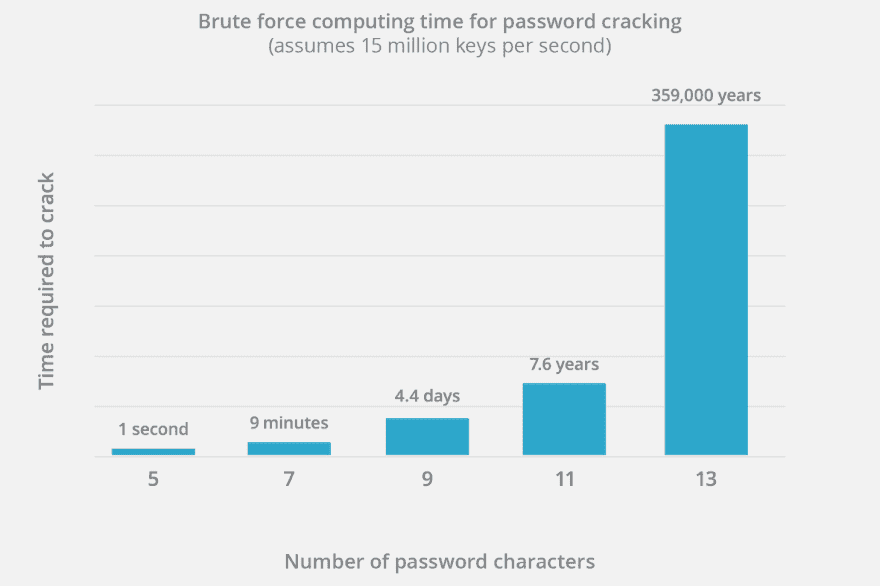 Brute force computing time for password cracking
(assumes 15 million keys per second)
359,000 years
7.6 years
4.4 days
9 minutes
1 second
Time required to crack
5 7 9 11 13
Number of password characters